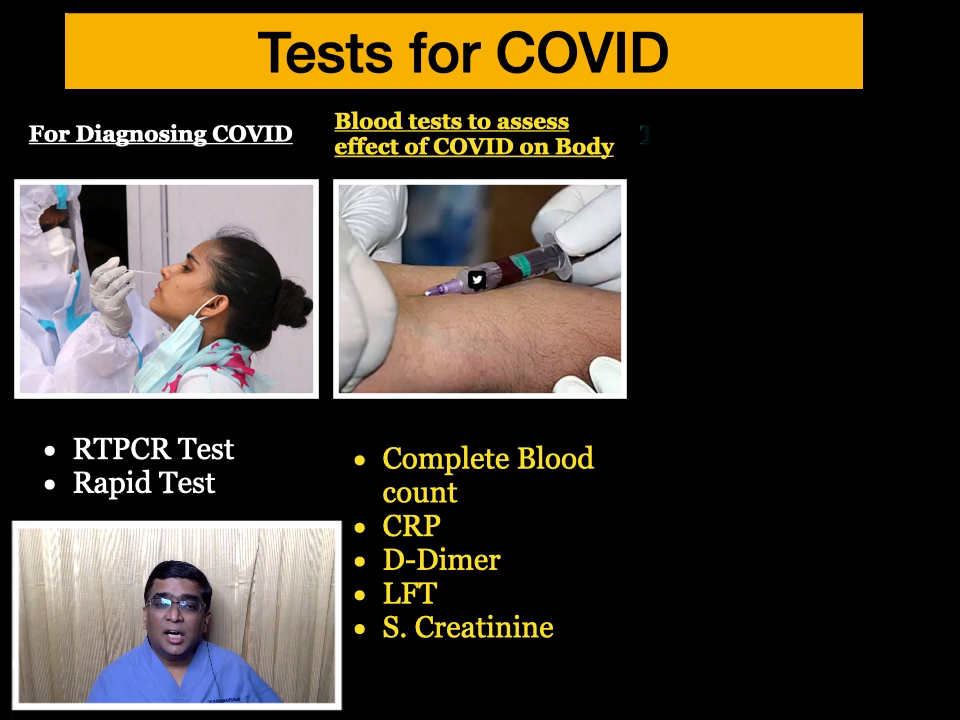 Tests for COVID
For Diagnosing COVID
Blood tests to assess
effect of COVID on Body
T
• RTPCR Test
• Rapid Test
• Complete Blood
count
• CRP
• D-Dimer
• LFT
• S. Creatinine